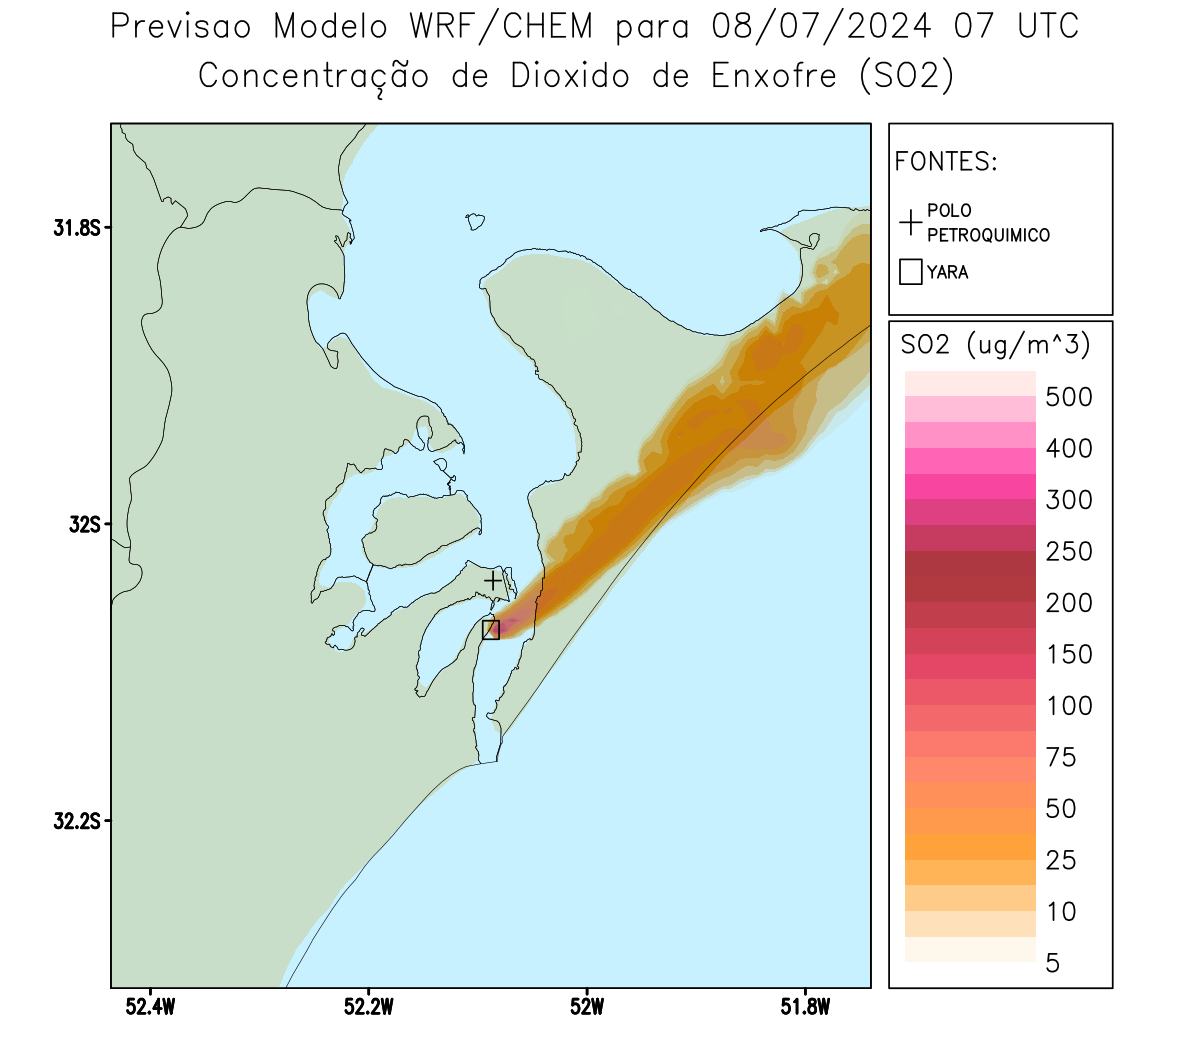 Previsao Modelo WRF/CHEM para 08/07/2024 07 UTC
Concentração de Dioxido de Enxofre (SO2)
FONTES:
POLO
PETROQUIMICO
YARA
SO2 (ug/m^3)
500
400
300
250
200
150
100
75
50
25
10
5
31.8S
32S
32.2S
52.4W
52.2W
52W
51.8W